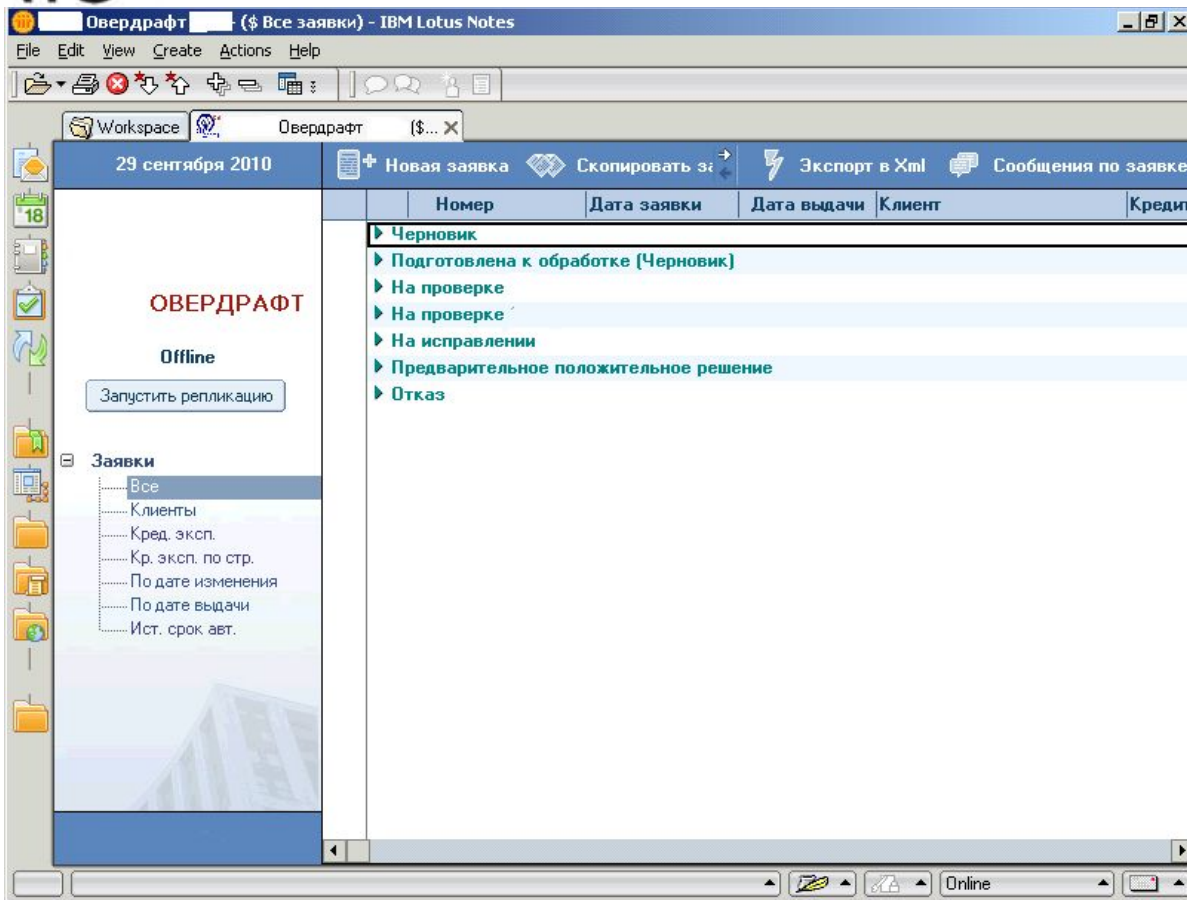 Овердрафт - ($ Все заявки) - IBM Lotus Notes
File Edit View Create Actions Help
Workspace Овердрафт ($...
29 сентября 2010 Новая заявка Скопировать за Экспорт в Xml Сообщения по заявке
18
Номер Дата заявки Дата выдачи Клиент Кредит
Черновик
Подготовлена к обработке (Черновик)
На проверке
На проверке
На исправлении
Предварительное положительное решение
Отказ
ОВЕРДРАФТ
Offline
Запустить репликацию
Заявки
Все
Клиенты
Кред. эксп.
Кр. эксп. по стр.
По дате изменения
По дате выдачи
Ист. срок авт.
Online